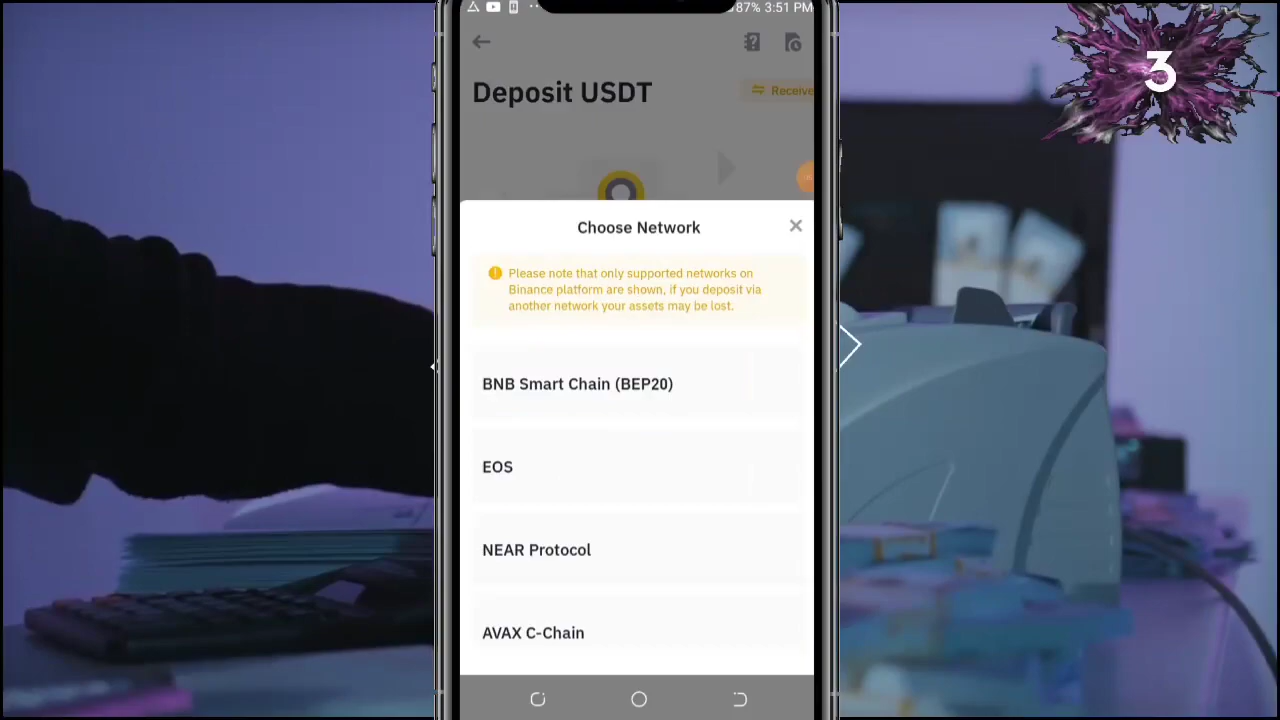 87% 3:51 PM
3
Deposit USDT
Receive
Choose Network
Please note that only supported networks on
Binance platform are shown, if you deposit via
another network your assets may be lost.
BNB Smart Chain (BEP20)
EOS
NEAR Protocol
AVAX C-Chain